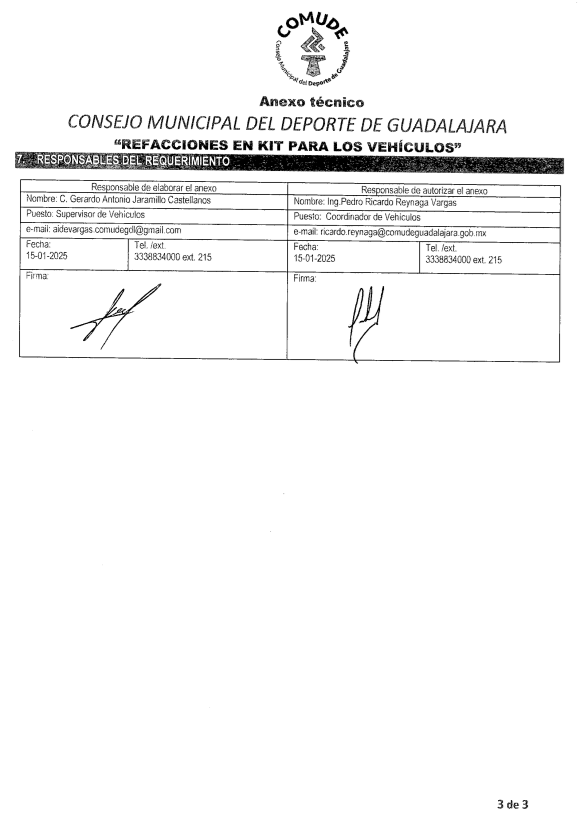 COMUDE
Consejo Municipal del Deporte de Guadalajara
Anexo técnico
CONSEJO MUNICIPAL DEL DEPORTE DE GUADALAJARA
“REFACCIONES EN KIT PARA LOS VEHÍCULOS”
7. RESPONSABLES DEL REQUERIMIENTO
Responsable de elaborar el anexo
Nombre: C. Gerardo Antonio Jaramillo Castellanos
Puesto: Supervisor de Vehículos
e-mail: aidevargas.comudegdl@gmail.com
Fecha:
15-01-2025
Tel. /ext.
3338834000 ext. 215
Firma:
Responsable de autorizar el anexo
Nombre: Ing.Pedro Ricardo Reynaga Vargas
Puesto: Coordinador de Vehículos
e-mail: ricardo.reynaga@comudeguadalajara.gob.mx
Fecha:
15-01-2025
Tel. /ext.
3338834000 ext. 215
Firma:
3 de 3